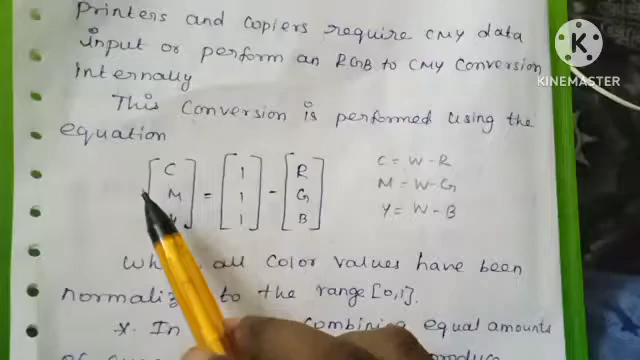 Printers and copiers require CMY data
input or perform an RGB to CMY conversion
internally
This Conversion is performed using the
equation
[C M Y] = [1 1 1] - [R G B]
C = W - R
M = W - G
Y = W - B
all color values have been
to the range [0,1].
* In combining equal amounts
of
KINEMASTER